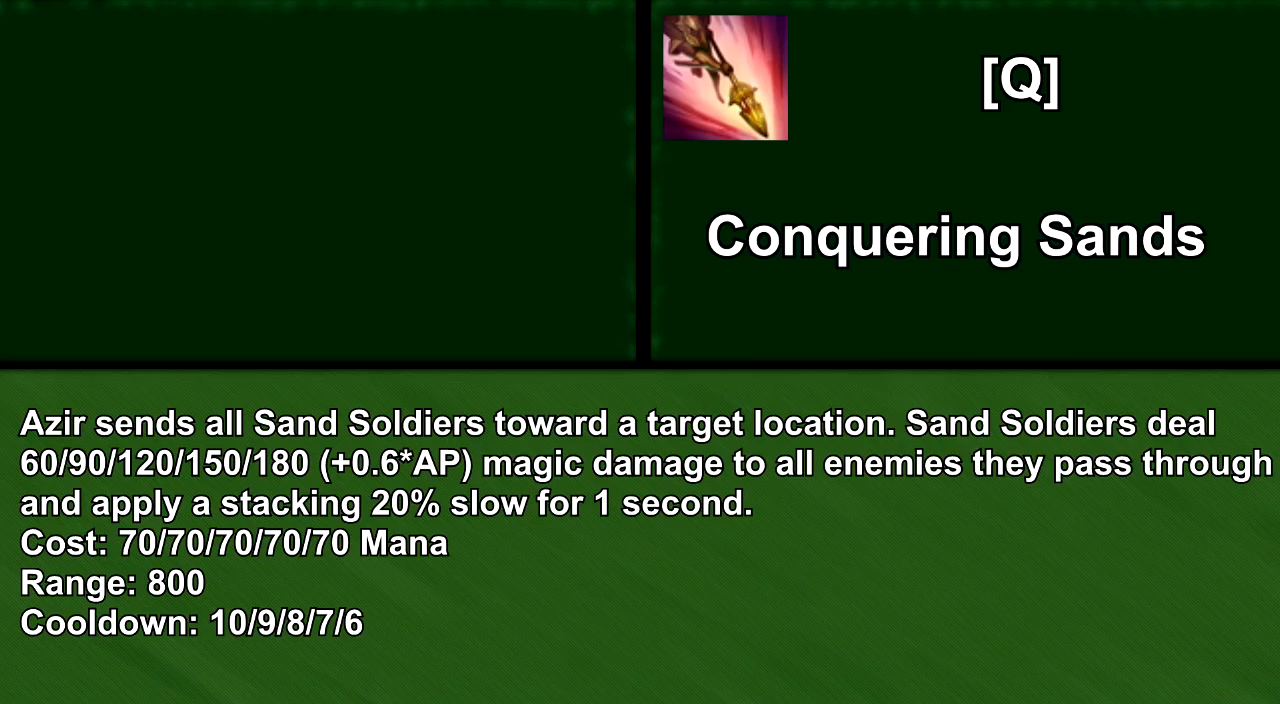 [Q]
Conquering Sands
Azir sends all Sand Soldiers toward a target location. Sand Soldiers deal
60/90/120/150/180 (+0.6*AP) magic damage to all enemies they pass through
and apply a stacking 20% slow for 1 second.
Cost: 70/70/70/70/70 Mana
Range: 800
Cooldown: 10/9/8/7/6